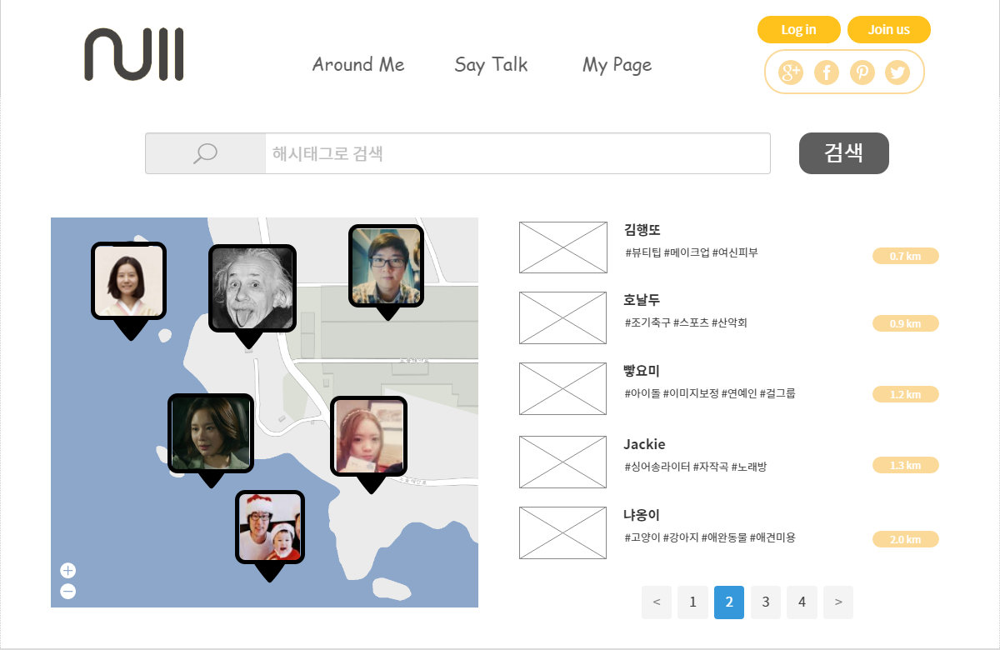 Null
Log in
Join us
Around Me
Say Talk
My Page
해시태그로 검색
검색
김행또
#뷰티팁 #메이크업 #여신피부
0.7 km
호날두
#조기축구 #스포츠 #산악회
0.9 km
빻요미
#아이돌 #이미지보정 #연예인 #걸그룹
1.2 km
Jackie
#싱어송라이터 #자작곡 #노래방
1.3 km
냐옹이
#고양이 #강아지 #애완동물 #애견미용
2.0 km
< 1 2 3 4 >